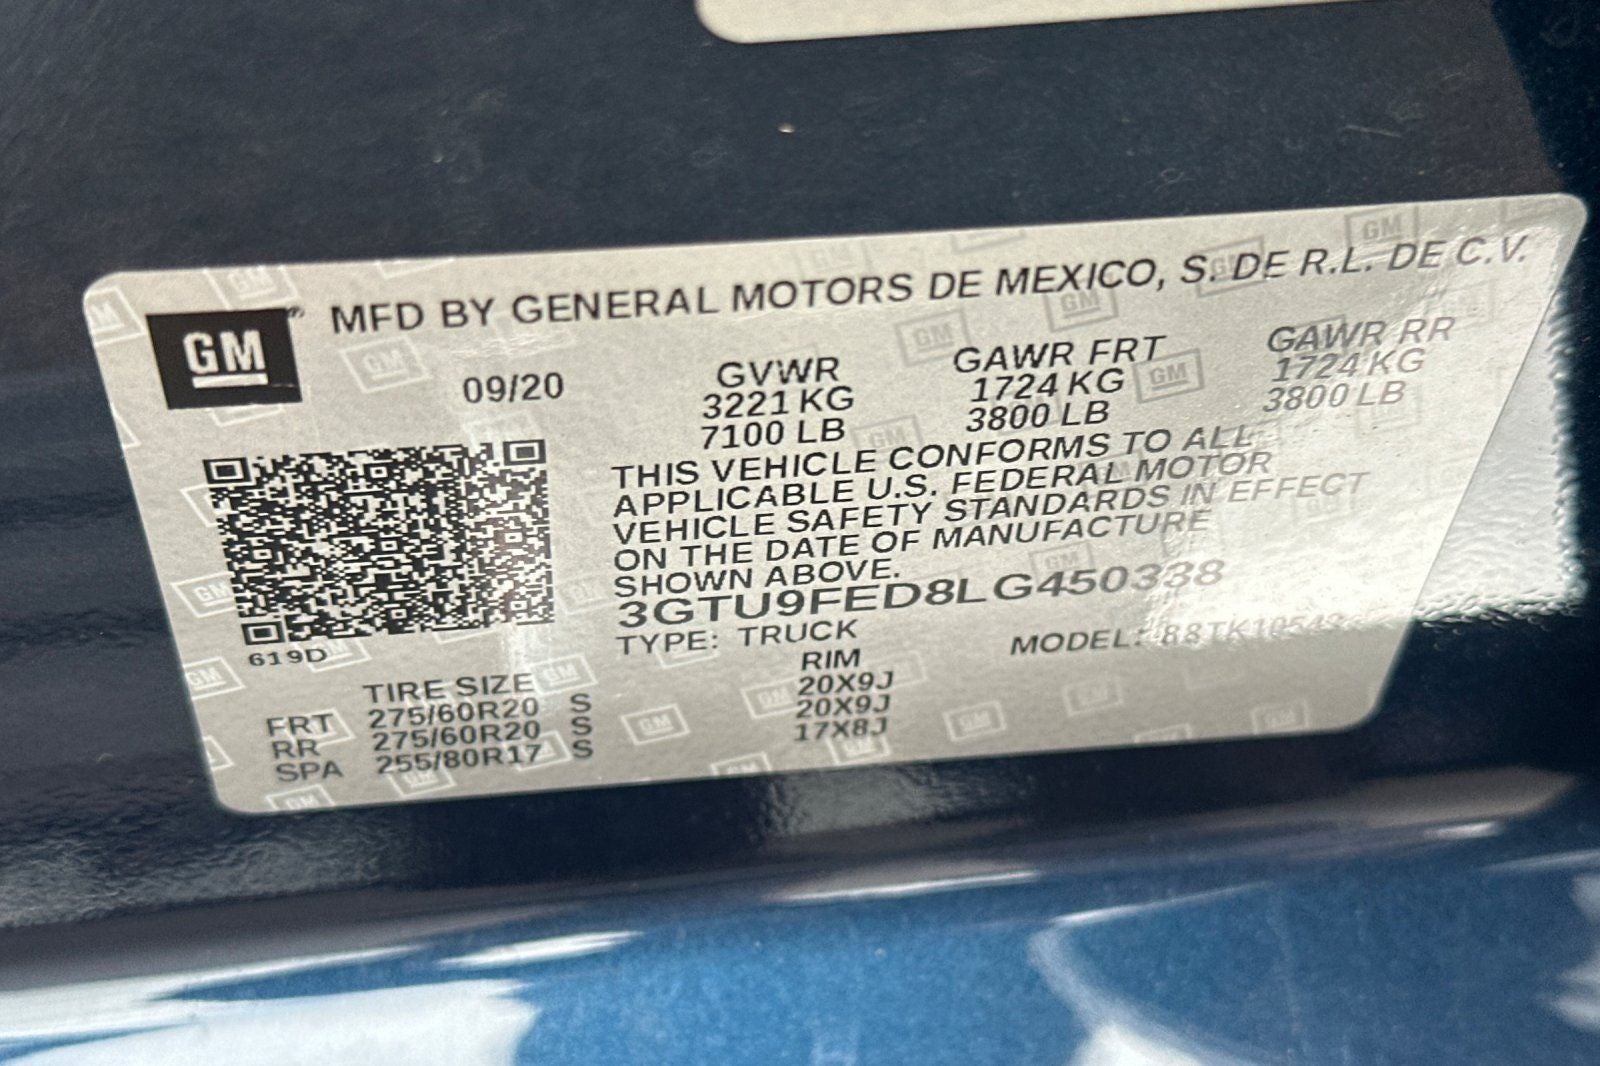 GM
MFD BY GENERAL MOTORS DE MEXICO, S. DE R.L. DE C.V.
09/20
GVWR
3221 KG
7100 LB
GAWR FRT
1724 KG
3800 LB
GAWR RR
1724 KG
3800 LB
THIS VEHICLE CONFORMS TO ALL
APPLICABLE U.S. FEDERAL MOTOR
VEHICLE SAFETY STANDARDS IN EFFECT
ON THE DATE OF MANUFACTURE
SHOWN ABOVE.
3GTU9FED8LG450338
TYPE: TRUCK
MODEL:
619D
TIRE SIZE
RIM
FRT 275/60R20 S 20X9J
RR 275/60R20 S 20X9J
SPA 255/80R17 S 17X8J